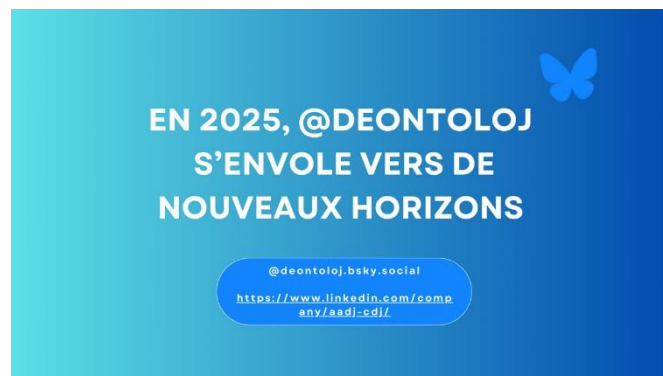 EN 2025, @DEONTOLOJ
S’ENVOLE VERS DE
NOUVEAUX HORIZONS
@deontoloj.bsky.social
https://www.linkedin.com/comp
any/aadj-cdj/